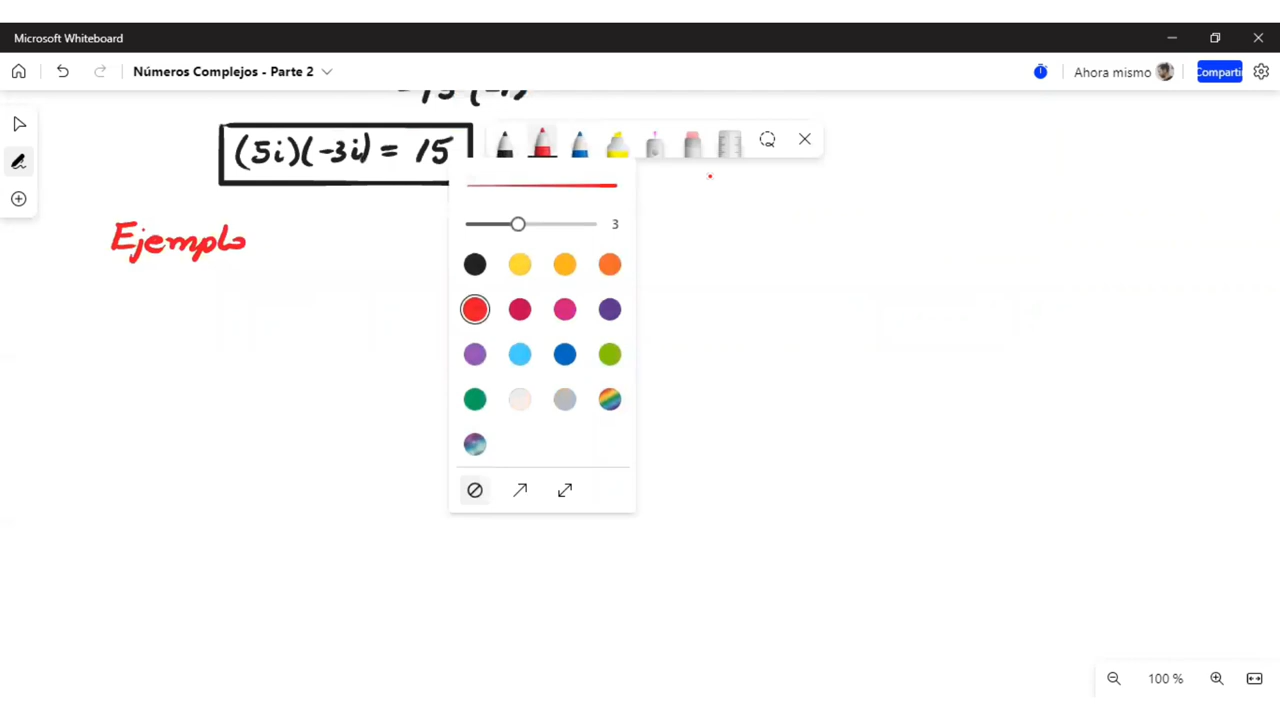 Microsoft Whiteboard
Números Complejos - Parte 2
Ahora mismo
Comparti
(5i)(-3i) = 15
3
Ejemplo
100 %